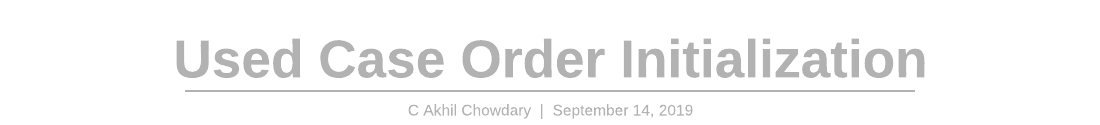 Used Case Order Initialization
C Akhil Chowdary | September 14, 2019